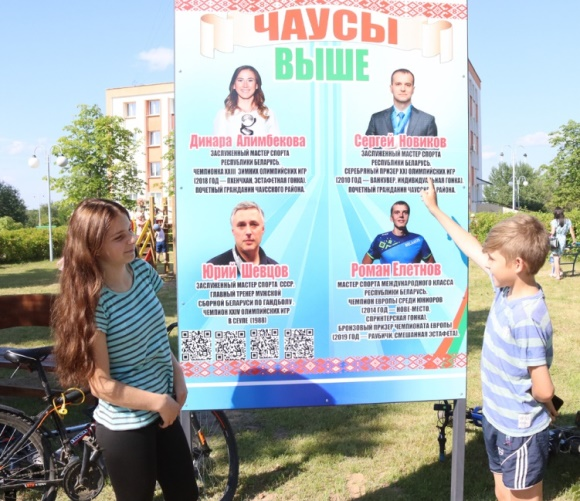 ЧАУСЫ
ВЫШЕ
Динара Алимбекова
ЗАСЛУЖЕННЫЙ МАСТЕР СПОРТА
РЕСПУБЛИКИ БЕЛАРУСЬ.
ЧЕМПИОНКА XXIII ЗИМНИХ ОЛИМПИЙСКИХ ИГР
(2018 ГОД — ПХЕНЧХАН, ЭСТАФЕТНАЯ ГОНКА).
ПОЧЕТНЫЙ ГРАЖДАНИН ЧАУССКОГО РАЙОНА.
Сергей Новиков
ЗАСЛУЖЕННЫЙ МАСТЕР СПОРТА
РЕСПУБЛИКИ БЕЛАРУСЬ.
СЕРЕБРЯНЫЙ ПРИЗЕР XXI ОЛИМПИЙСКИХ ИГР
(2010 ГОД — ВАНКУВЕР, ИНДИВИДУАЛЬНАЯ ГОНКА).
ПОЧЕТНЫЙ ГРАЖДАНИН ЧАУССКОГО РАЙОНА.
Юрий Шевцов
ЗАСЛУЖЕННЫЙ МАСТЕР СПОРТА СССР.
ГЛАВНЫЙ ТРЕНЕР МУЖСКОЙ
СБОРНОЙ БЕЛАРУСИ ПО ГАНДБОЛУ
ЧЕМПИОН XXIV ОЛИМПИЙСКИХ ИГР
В СЕУЛЕ (1988)
Роман Елетнов
МАСТЕР СПОРТА МЕЖДУНАРОДНОГО КЛАССА
РЕСПУБЛИКИ БЕЛАРУСЬ.
ЧЕМПИОН ЕВРОПЫ СРЕДИ ЮНИОРОВ
(2014 ГОД — НОВЕ-МЕСТО,
СПРИНТЕРСКАЯ ГОНКА).
БРОНЗОВЫЙ ПРИЗЕР ЧЕМПИОНАТА ЕВРОПЫ
(2019 ГОД — РАУБИЧИ, СМЕШАННАЯ ЭСТАФЕТА)